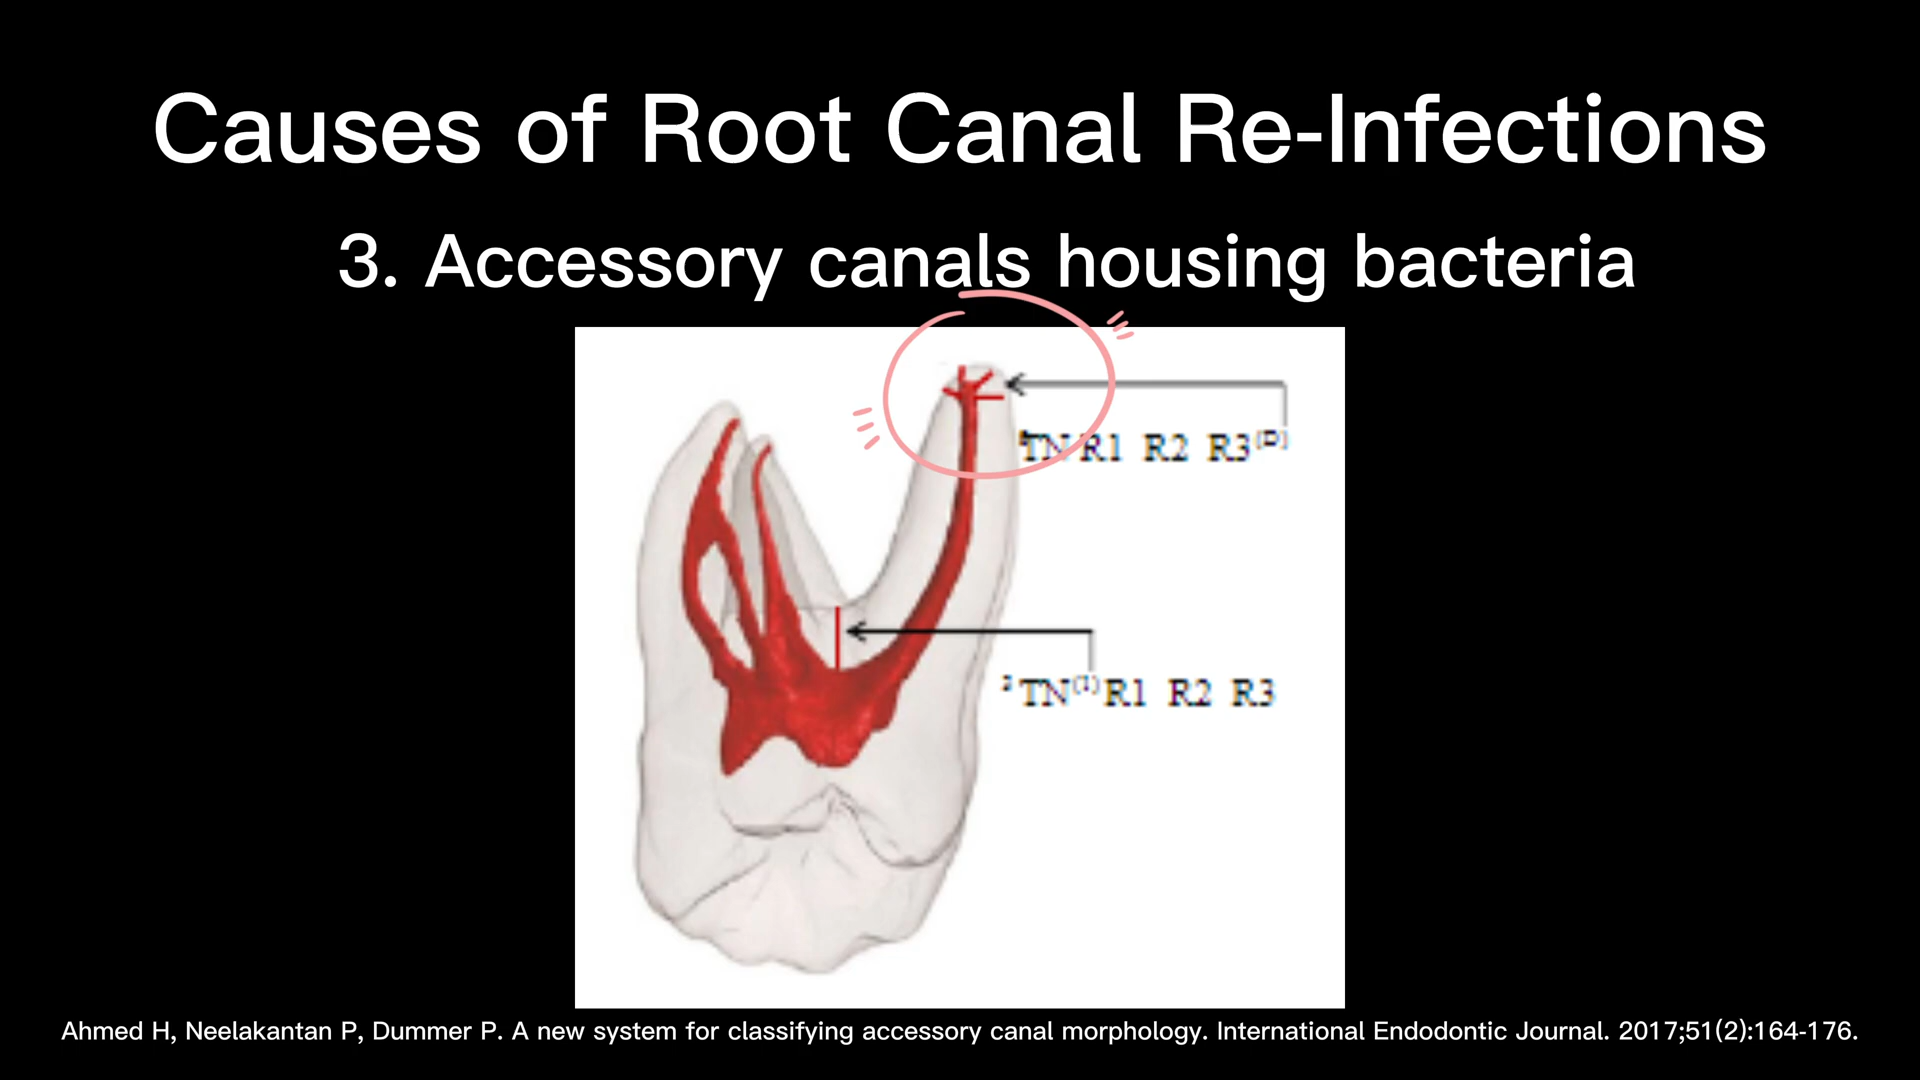 Causes of Root Canal Re-Infections
3. Accessory canals housing bacteria
TN R1 R2 R3(D)
2TN(1)R1 R2 R3
Ahmed H, Neelakantan P, Dummer P. A new system for classifying accessory canal morphology. International Endodontic Journal. 2017;51(2):164-176.